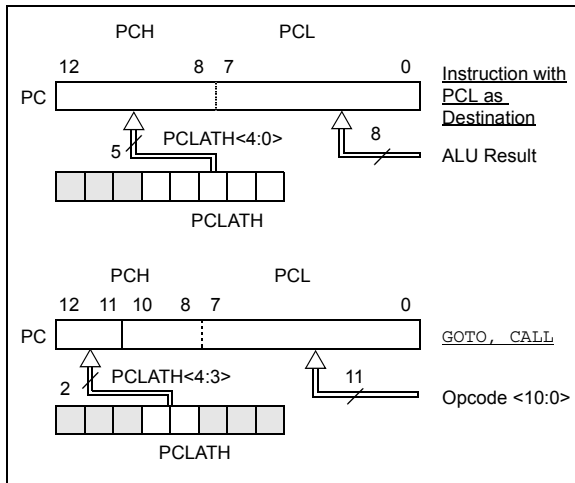 PCH PCL
12 8 7 0
PC
Instruction with
PCL as
Destination
5 PCLATH<4:0>
8
ALU Result
PCLATH
PCH PCL
12 11 10 8 7 0
PC
GOTO, CALL
2 PCLATH<4:3>
11
Opcode <10:0>
PCLATH